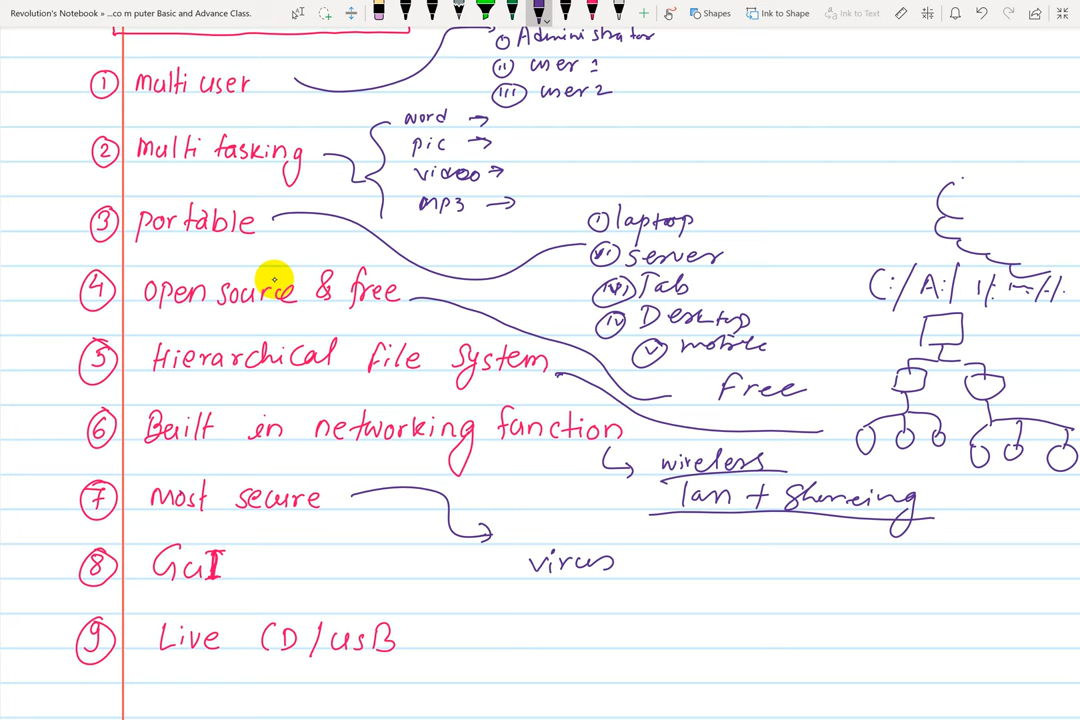 Revolution's Notebook » ...co m puter Basic and Advance Class.
Shapes
Ink to Shape
Ink to Text
Administrator
① multi user
(ii) user 1
(iii) user 2
② multi tasking
word →
pic →
video →
mp3 →
③ portable
laptop
server
Tab
(iv) Desktop
(v) mobile
④ open source & free
free
C:/A:/
⑤ Hierarchical file system
⑥ Built in networking function
wireless
lan + Shereing
⑦ most secure
virus
⑧ GuI
⑨ Live CD/usB